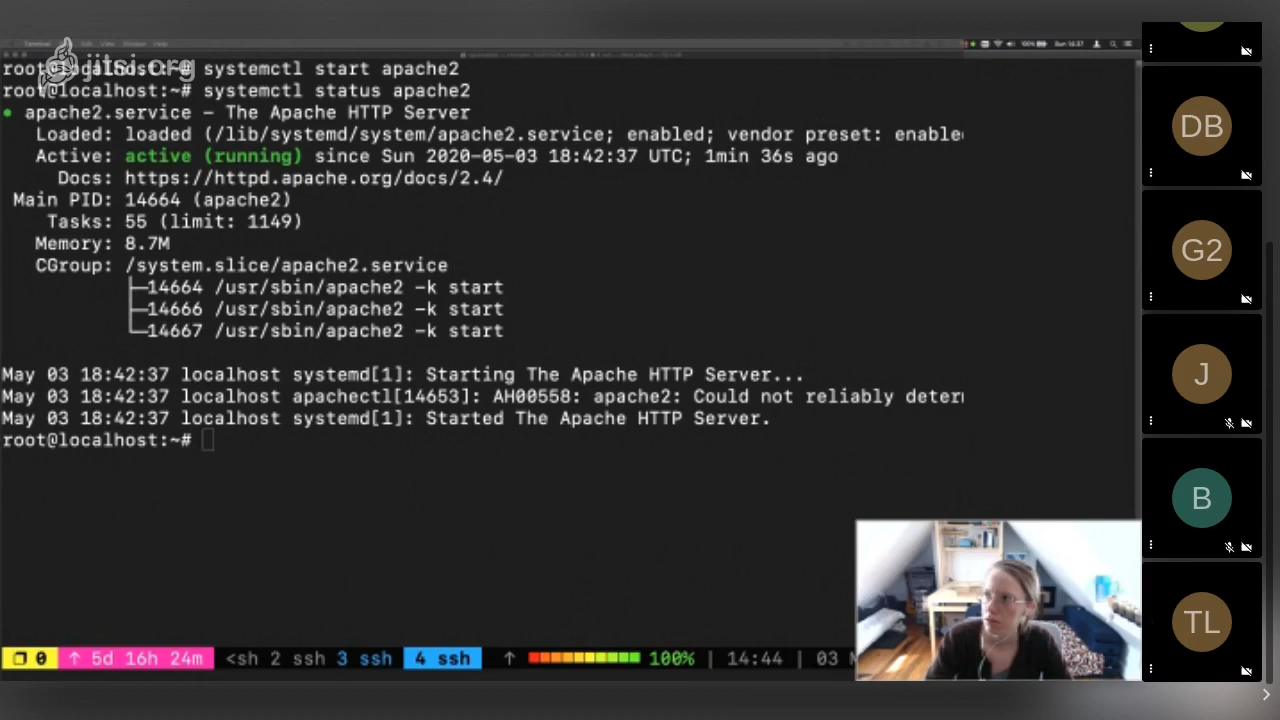 jitsi.org
root@localhost:~# systemctl start apache2
root@localhost:~# systemctl status apache2
● apache2.service - The Apache HTTP Server
Loaded: loaded (/lib/systemd/system/apache2.service; enabled; vendor preset: enable
Active: active (running) since Sun 2020-05-03 18:42:37 UTC; 1min 36s ago
Docs: https://httpd.apache.org/docs/2.4/
Main PID: 14664 (apache2)
Tasks: 55 (limit: 1149)
Memory: 8.7M
CGroup: /system.slice/apache2.service
├─14664 /usr/sbin/apache2 -k start
├─14666 /usr/sbin/apache2 -k start
└─14667 /usr/sbin/apache2 -k start
May 03 18:42:37 localhost systemd[1]: Starting The Apache HTTP Server...
May 03 18:42:37 localhost apachectl[14653]: AH00558: apache2: Could not reliably deter
May 03 18:42:37 localhost systemd[1]: Started The Apache HTTP Server.
root@localhost:~#
0 ↑ 5d 16h 24m <sh 2 ssh 3 ssh 4 ssh ↑ 100% | 14:44 | 03
DB
G2
J
B
TL